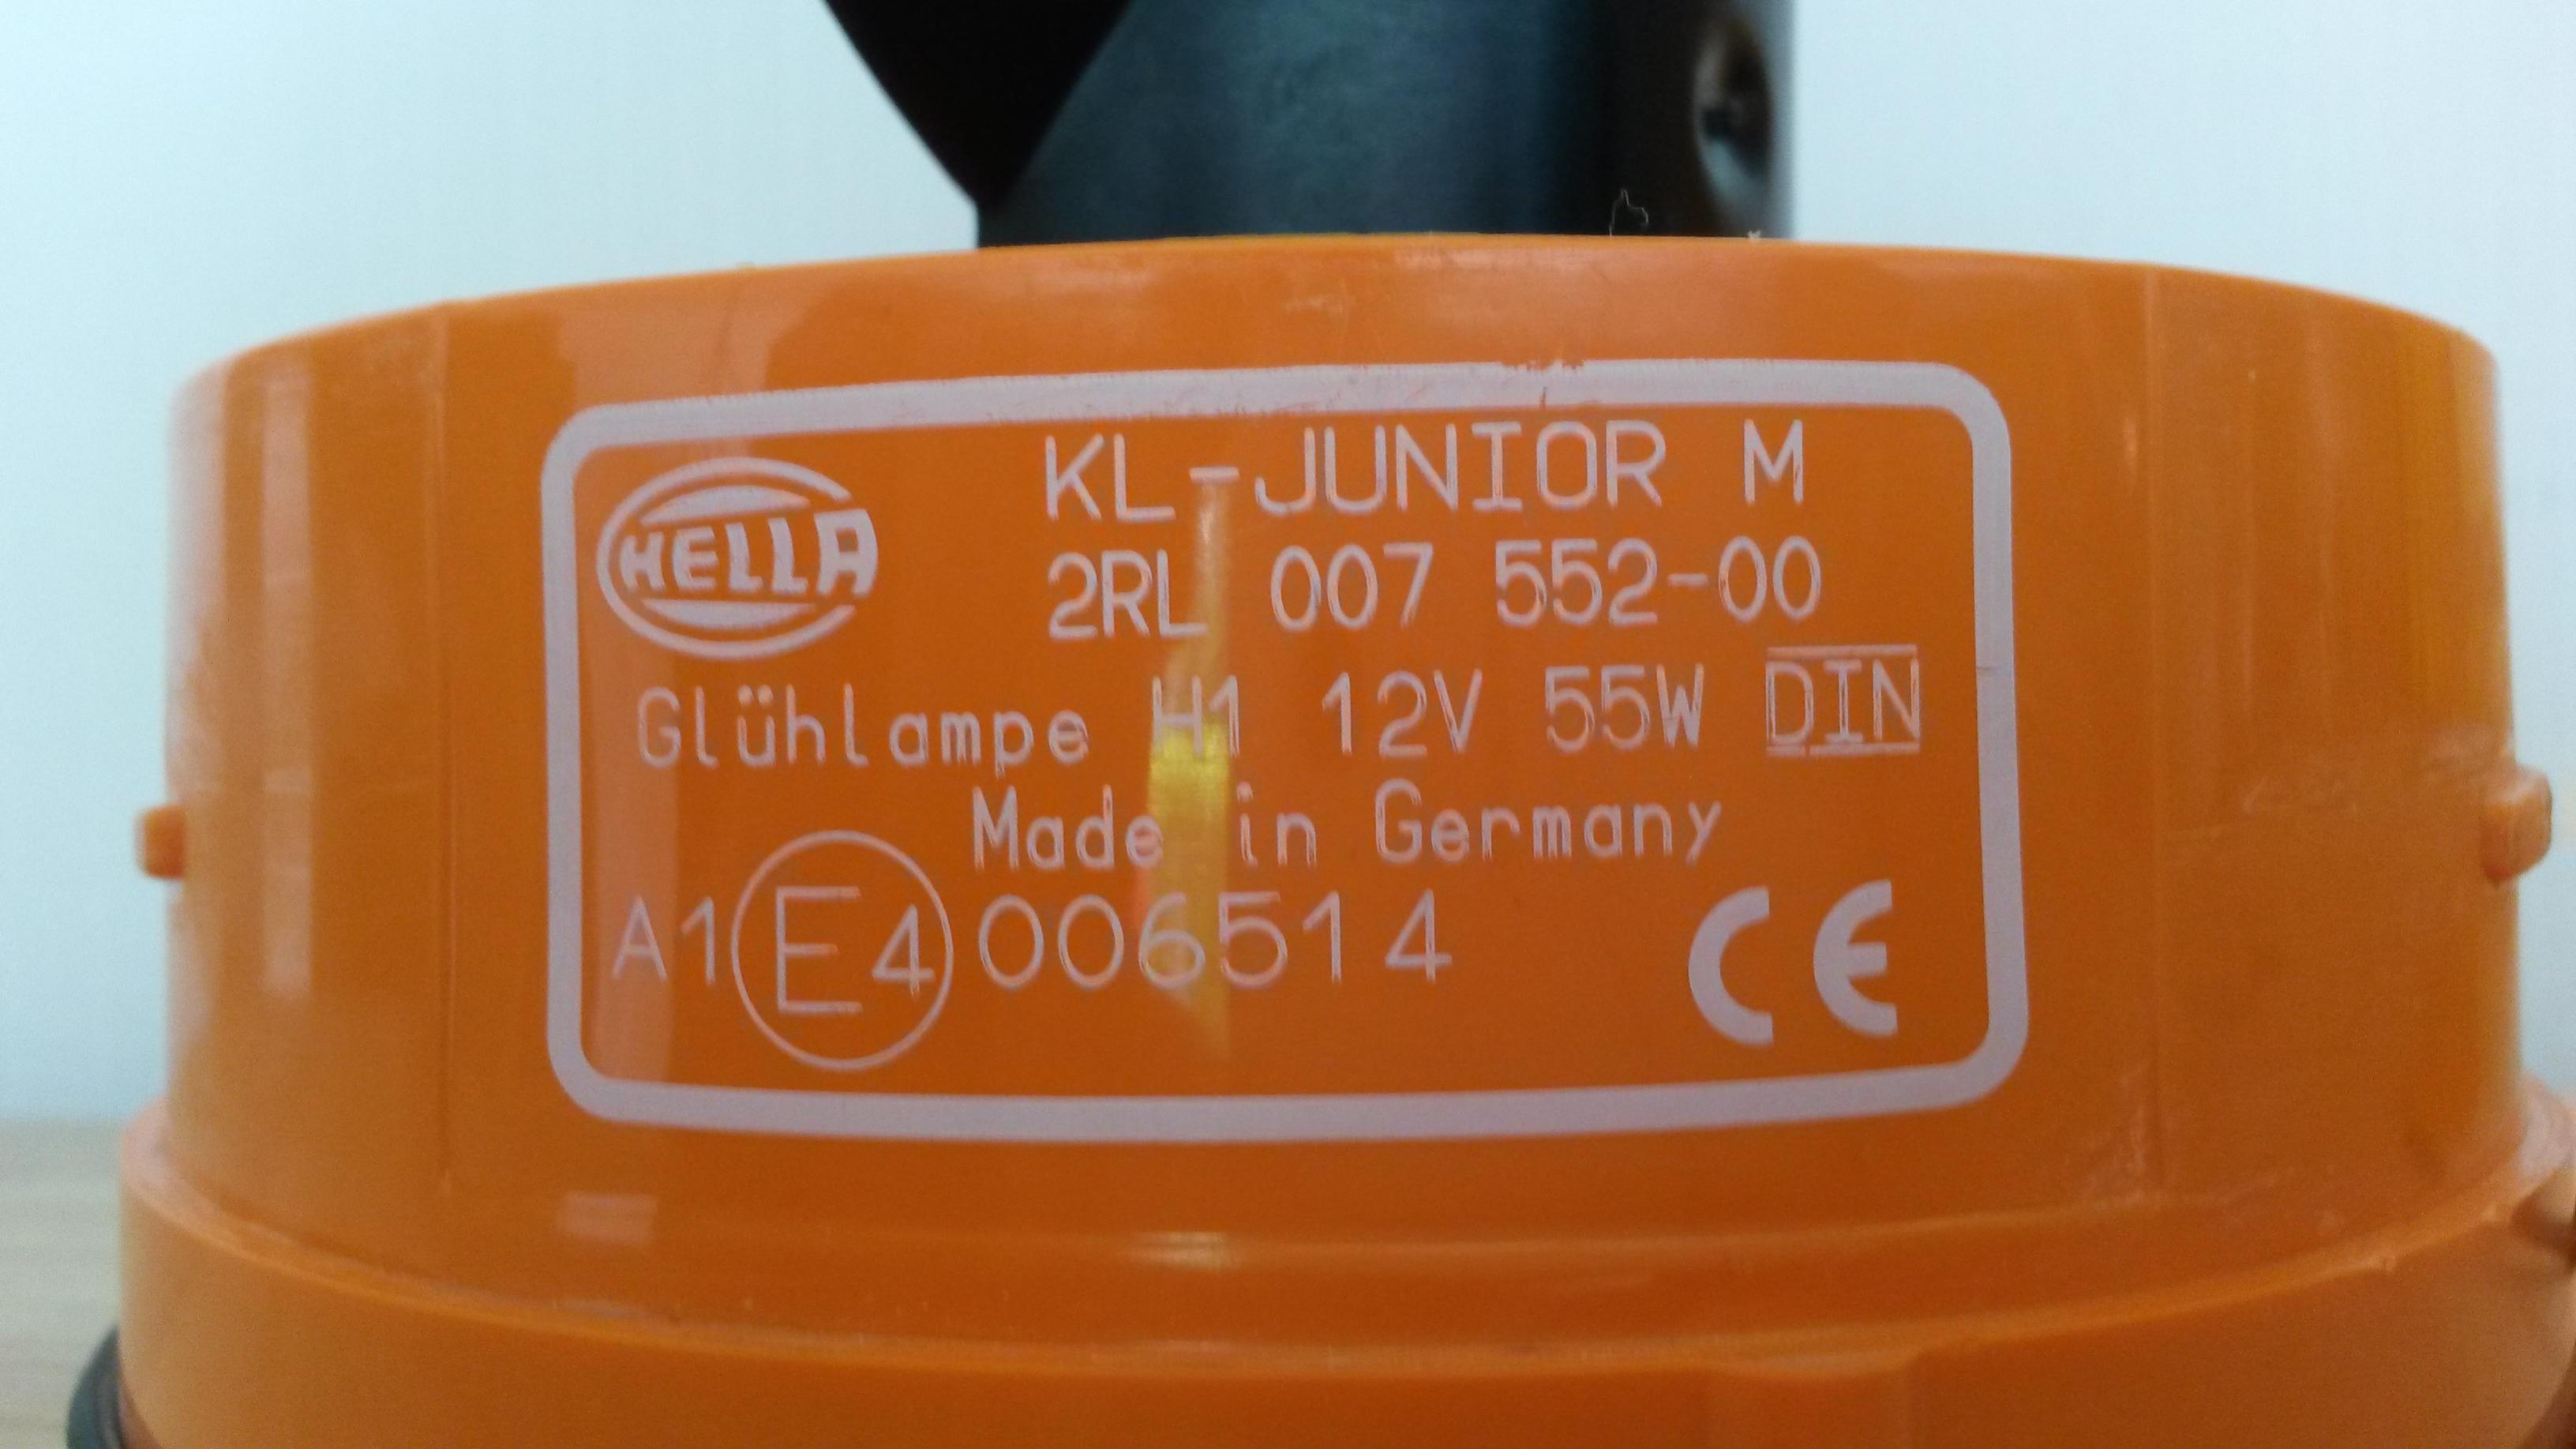 HELLA
KL-JUNIOR M
2RL 007 552-00
Glühlampe H1 12V 55W DIN
Made in Germany
A1 E4 006514 CE